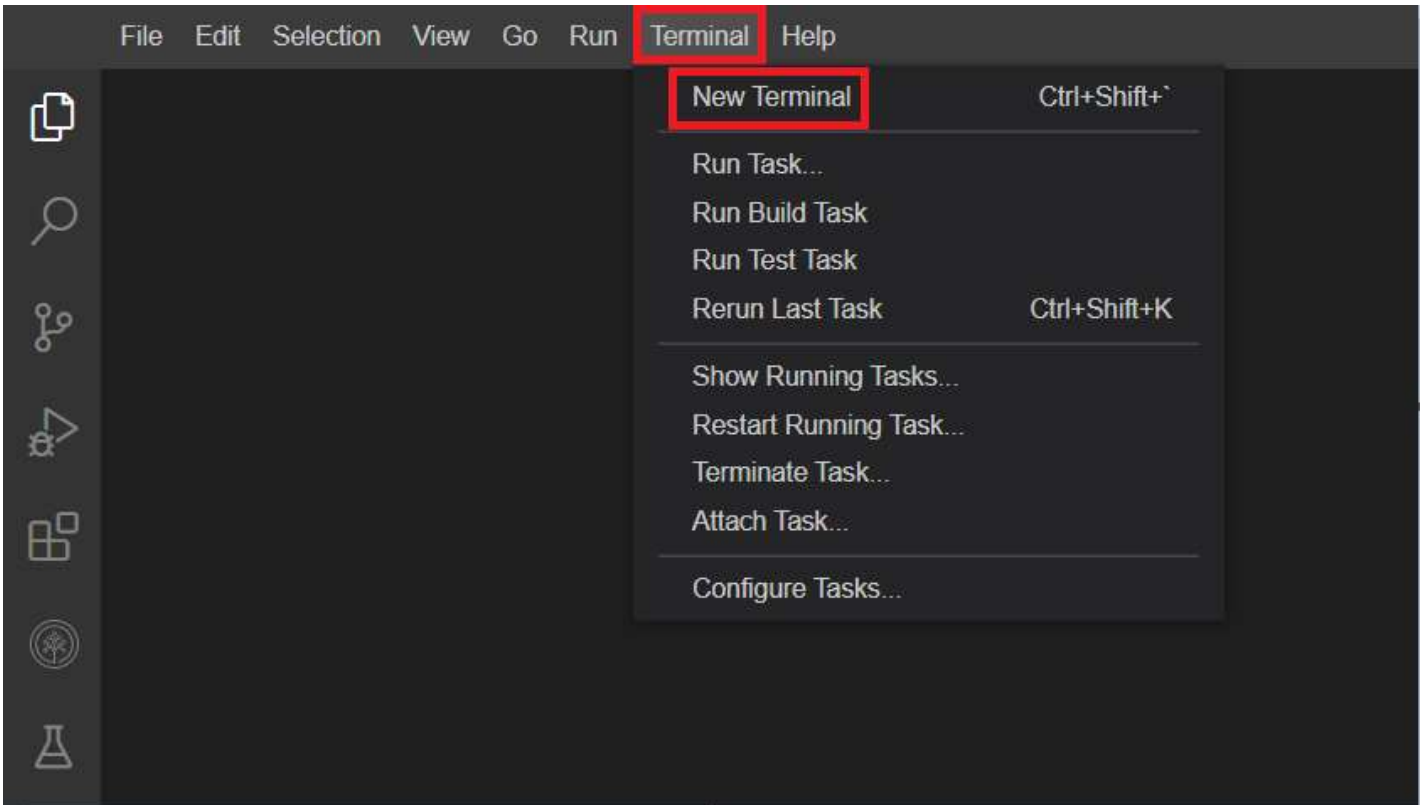 File Edit Selection View Go Run Terminal Help
New Terminal Ctrl+Shift+`
Run Task...
Run Build Task
Run Test Task
Rerun Last Task Ctrl+Shift+K
Show Running Tasks...
Restart Running Task...
Terminate Task...
Attach Task...
Configure Tasks...